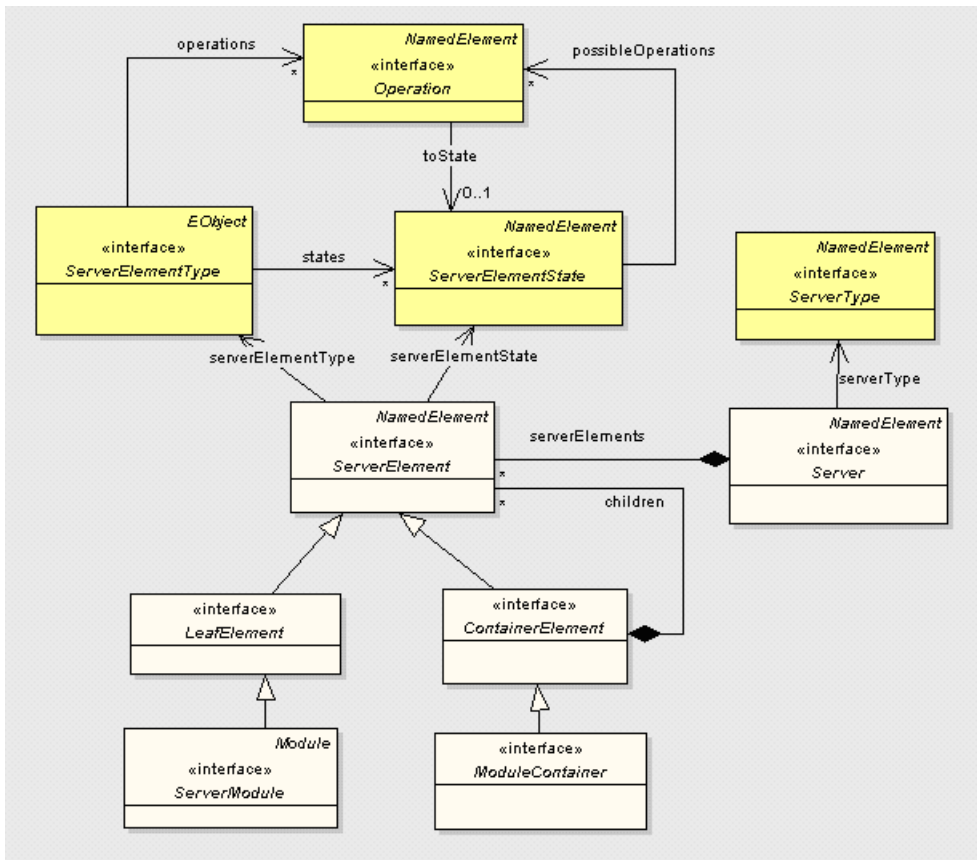 operations
*
NamedElement
«interface»
Operation
possibleOperations
*
toState
0..1
EObject
«interface»
ServerElementType
states
*
NamedElement
«interface»
ServerElementState
NamedElement
«interface»
ServerType
serverElementType
serverElementState
serverType
NamedElement
«interface»
ServerElement
serverElements
*
NamedElement
«interface»
Server
*
children
«interface»
LeafElement
«interface»
ContainerElement
Module
«interface»
ServerModule
«interface»
ModuleContainer